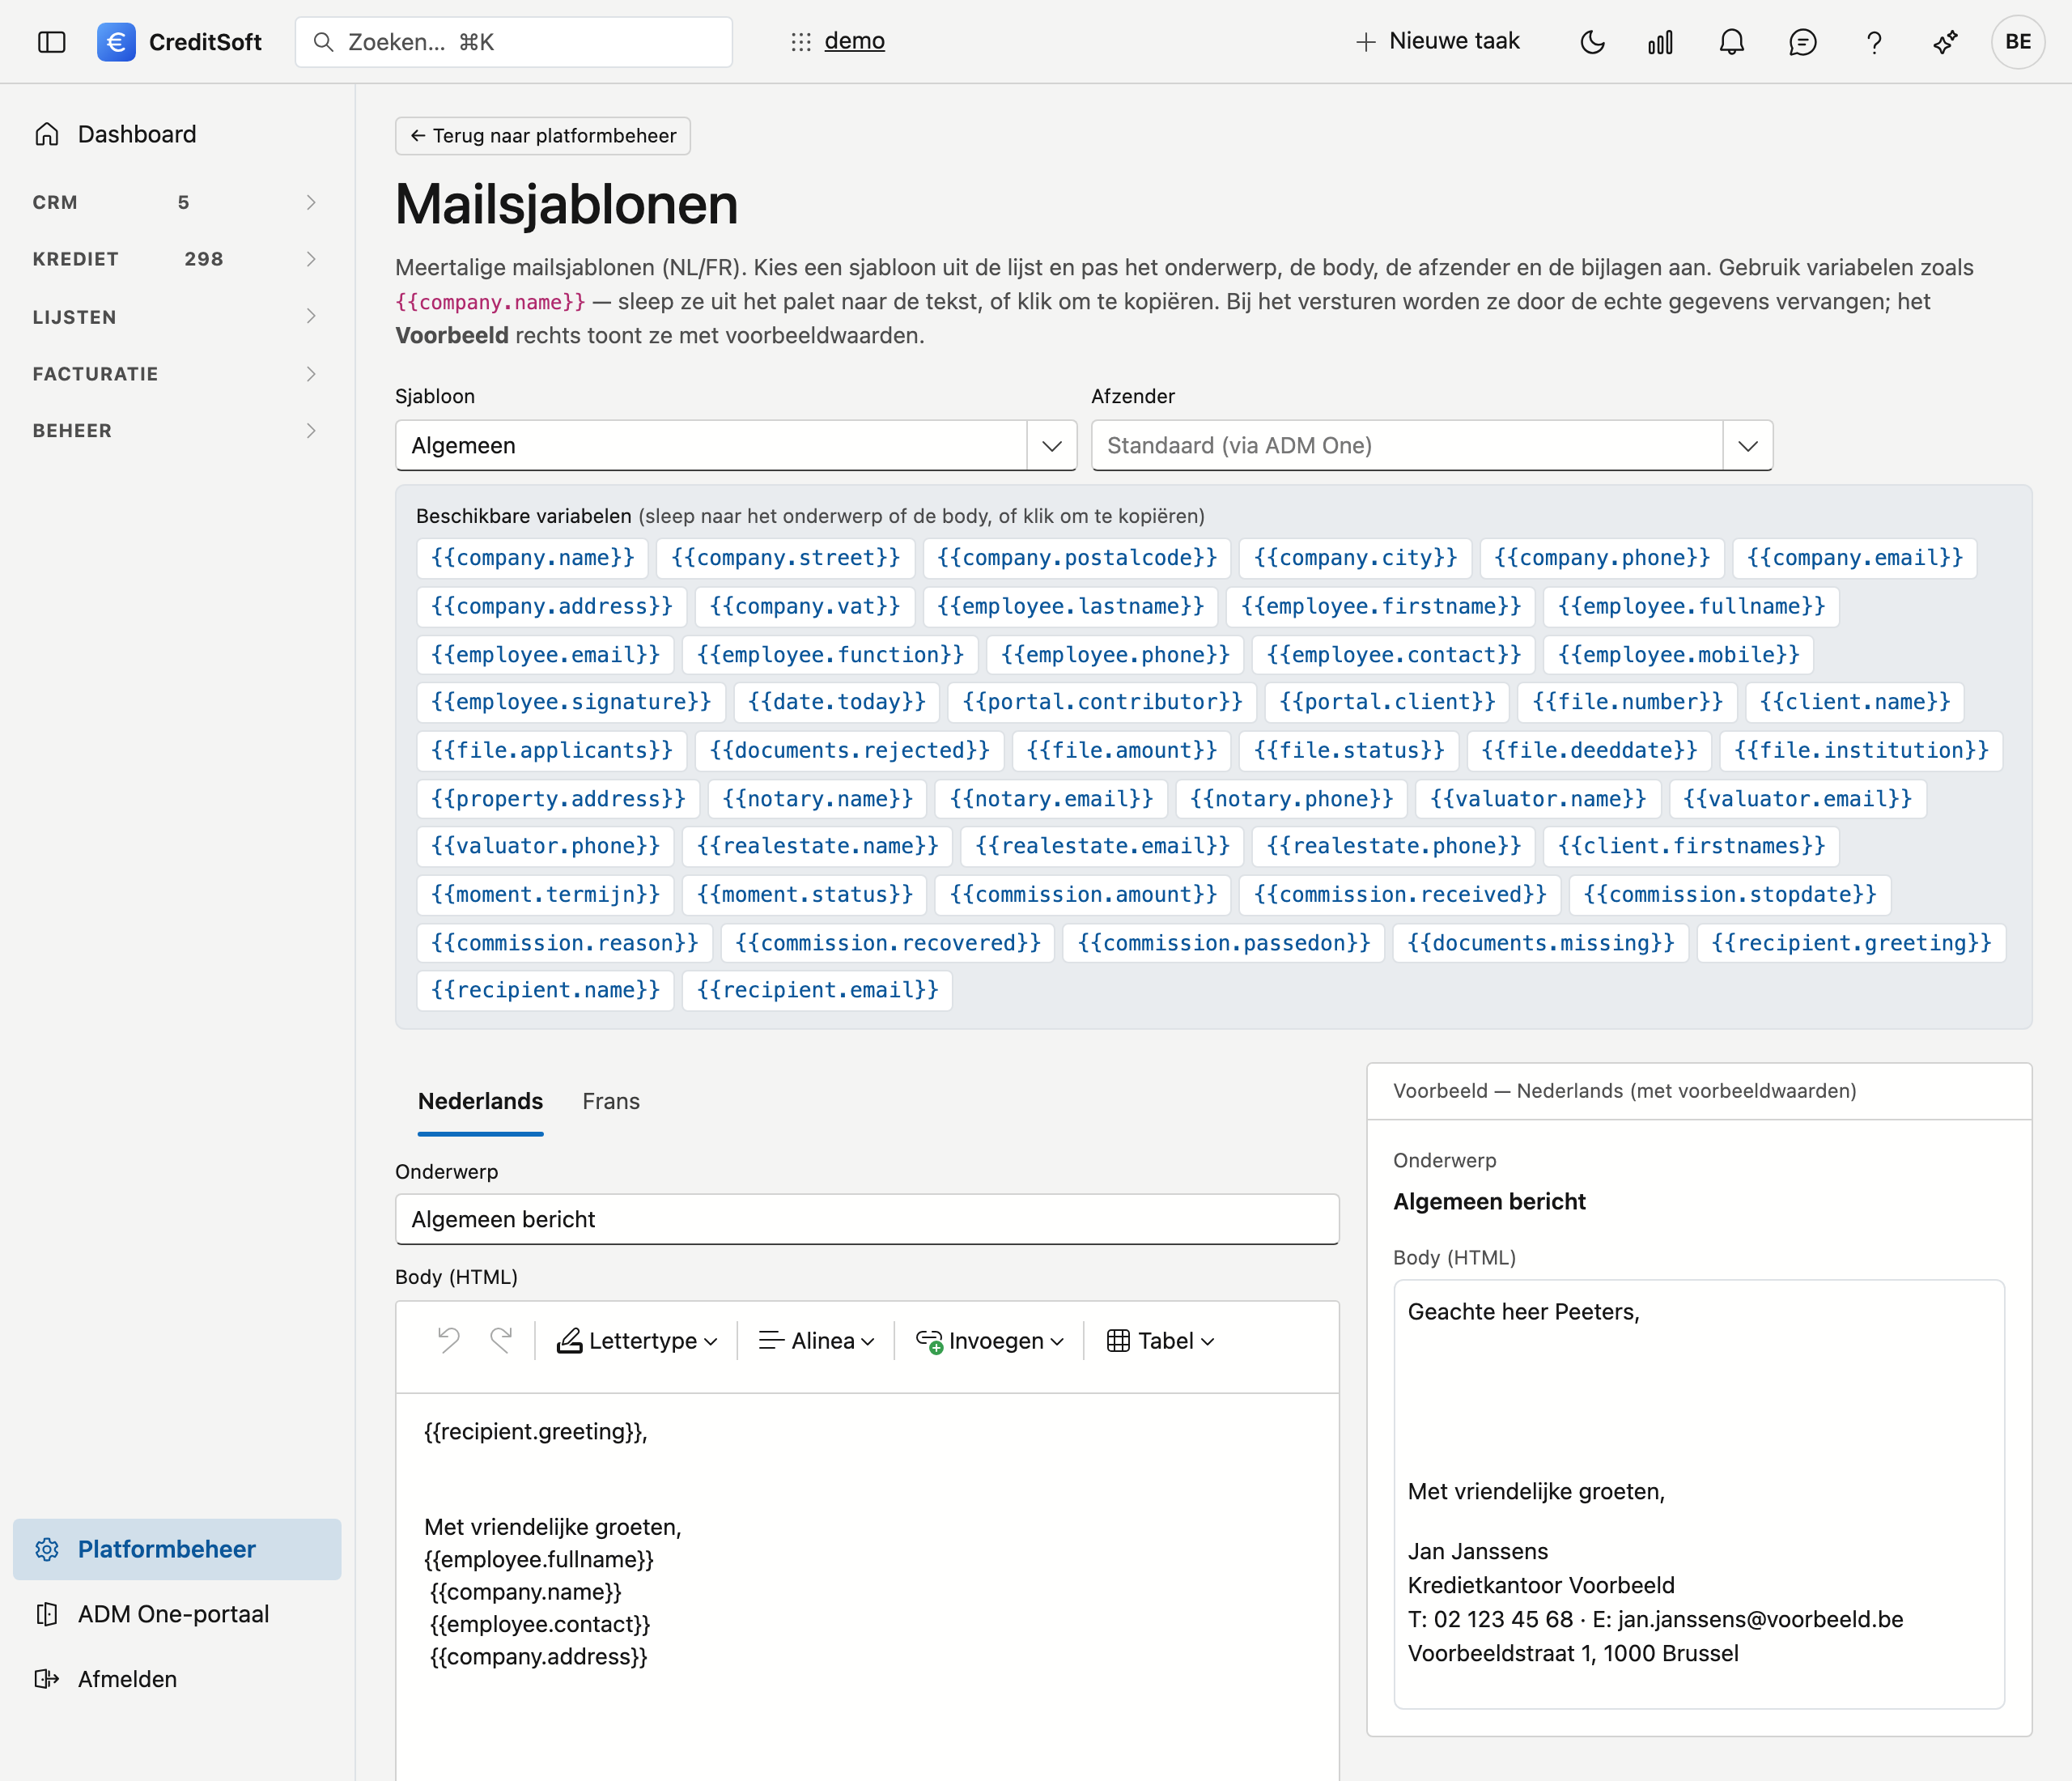 € CreditSoft
Zoeken... ⌘K
demo
Nieuwe taak
?
BE
Dashboard
CRM 5
KREDIET 298
LIJSTEN
FACTURATIE
BEHEER
Platformbeheer
ADM One-portaal
Afmelden
← Terug naar platformbeheer
Mailsjablonen
Meertalige mailsjablonen (NL/FR). Kies een sjabloon uit de lijst en pas het onderwerp, de body, de afzender en de bijlagen aan. Gebruik variabelen zoals
{{company.name}} — sleep ze uit het palet naar de tekst, of klik om te kopiëren. Bij het versturen worden ze door de echte gegevens vervangen; het
Voorbeeld rechts toont ze met voorbeeldwaarden.
Sjabloon
Algemeen
Afzender
Standaard (via ADM One)
Beschikbare variabelen (sleep naar het onderwerp of de body, of klik om te kopiëren)
{{company.name}} {{company.street}} {{company.postalcode}} {{company.city}} {{company.phone}} {{company.email}}
{{company.address}} {{company.vat}} {{employee.lastname}} {{employee.firstname}} {{employee.fullname}}
{{employee.email}} {{employee.function}} {{employee.phone}} {{employee.contact}} {{employee.mobile}}
{{employee.signature}} {{date.today}} {{portal.contributor}} {{portal.client}} {{file.number}} {{client.name}}
{{file.applicants}} {{documents.rejected}} {{file.amount}} {{file.status}} {{file.deeddate}} {{file.institution}}
{{property.address}} {{notary.name}} {{notary.email}} {{notary.phone}} {{valuator.name}} {{valuator.email}}
{{valuator.phone}} {{realestate.name}} {{realestate.email}} {{realestate.phone}} {{client.firstnames}}
{{moment.termijn}} {{moment.status}} {{commission.amount}} {{commission.received}} {{commission.stopdate}}
{{commission.reason}} {{commission.recovered}} {{commission.passedon}} {{documents.missing}} {{recipient.greeting}}
{{recipient.name}} {{recipient.email}}
Nederlands Frans
Onderwerp
Algemeen bericht
Body (HTML)
Lettertype Alinea Invoegen Tabel
{{recipient.greeting}},
Met vriendelijke groeten,
{{employee.fullname}}
{{company.name}}
{{employee.contact}}
{{company.address}}
Voorbeeld — Nederlands (met voorbeeldwaarden)
Onderwerp
Algemeen bericht
Body (HTML)
Geachte heer Peeters,
Met vriendelijke groeten,
Jan Janssens
Kredietkantoor Voorbeeld
T: 02 123 45 68 · E: jan.janssens@voorbeeld.be
Voorbeeldstraat 1, 1000 Brussel